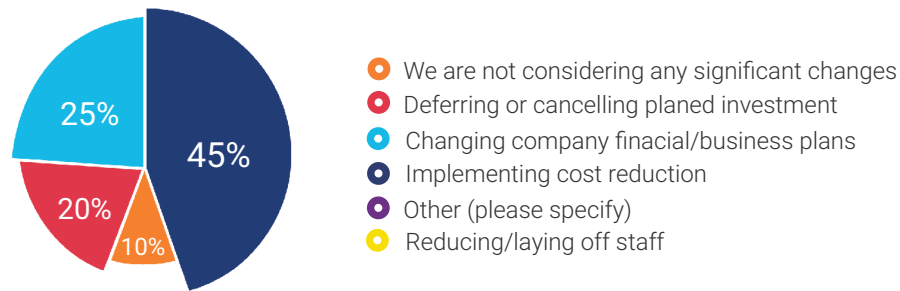 25%
45%
20%
10%
We are not considering any significant changes
Deferring or cancelling planed investment
Changing company finacial/business plans
Implementing cost reduction
Other (please specify)
Reducing/laying off staff